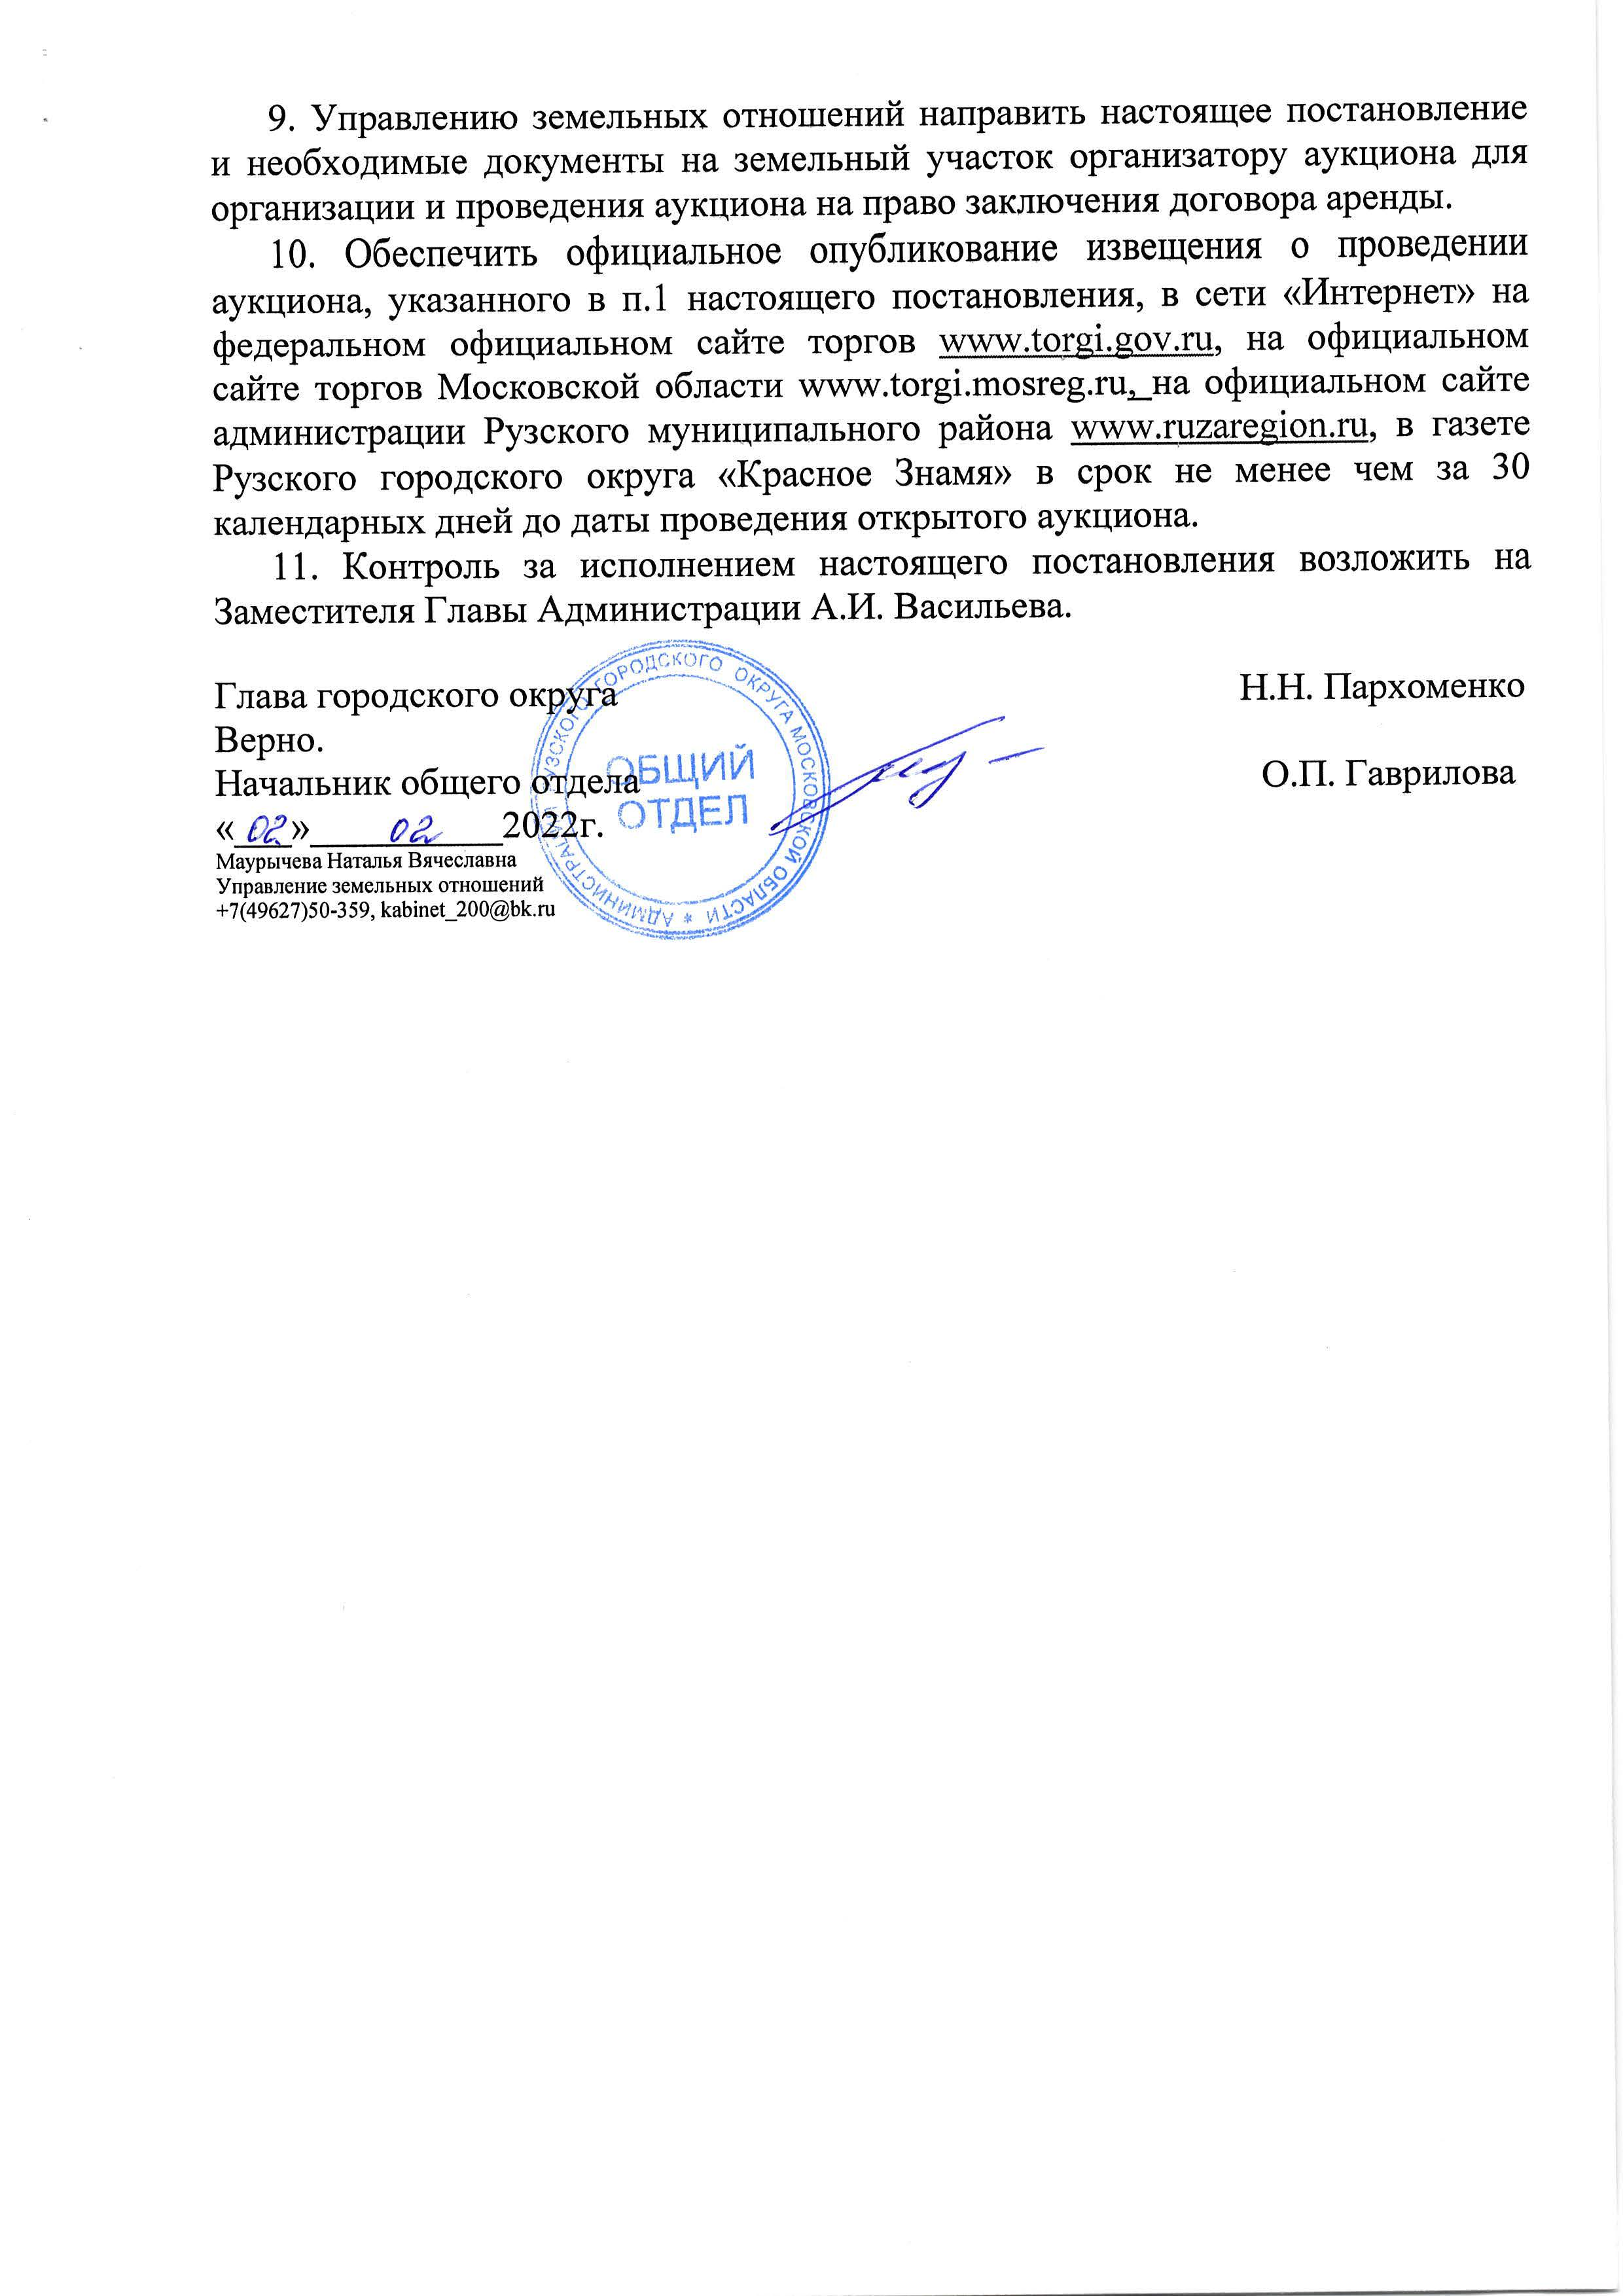 9. Управлению земельных отношений направить настоящее постановление
и необходимые документы на земельный участок организатору аукциона для
организации и проведения аукциона на право заключения договора аренды.
10. Обеспечить официальное опубликование извещения о проведении
аукциона, указанного в п.1 настоящего постановления, в сети «Интернет» на
федеральном официальном сайте торгов www.torgi.gov.ru, на официальном
сайте торгов Московской области www.torgi.mosreg.ru, на официальном сайте
администрации Рузского муниципального района www.ruzaregion.ru, в газете
Рузского городского округа «Красное Знамя» в срок не менее чем за 30
календарных дней до даты проведения открытого аукциона.
11. Контроль за исполнением настоящего постановления возложить на
Заместителя Главы Администрации А.И. Васильева.
Глава городского округа Н.Н. Пархоменко
Верно.
Начальник общего отдела О.П. Гаврилова
«02» 02 2022г.
Маурычева Наталья Вячеславна
Управление земельных отношений
+7(49627)50-359, kabinet_200@bk.ru
АДМИНИСТРАЦИЯ РУЗСКОГО ГОРОДСКОГО ОКРУГА МОСКОВСКОЙ ОБЛАСТИ *
ОБЩИЙ
ОТДЕЛ